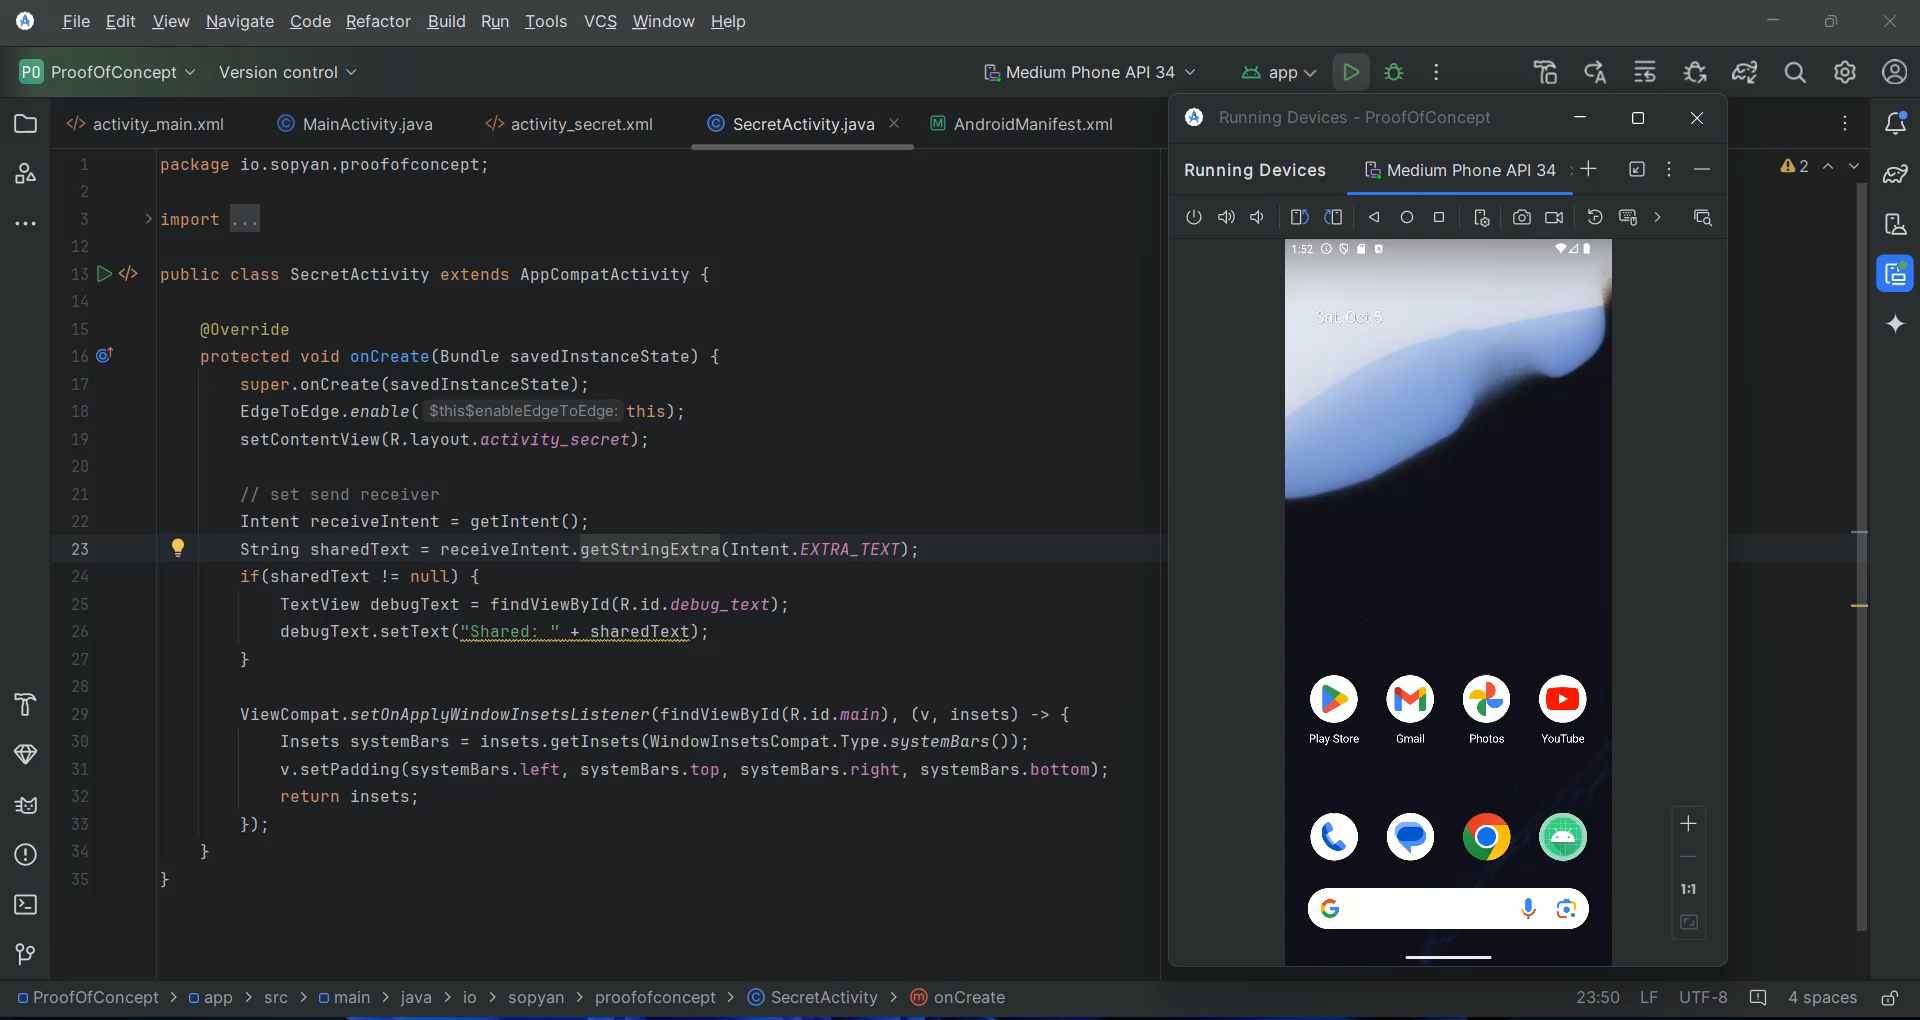 File Edit View Navigate Code Refactor Build Run Tools VCS Window Help
PO ProofOfConcept Version control Medium Phone API 34 app
activity_main.xml MainActivity.java activity_secret.xml SecretActivity.java AndroidManifest.xml
1 package io.sopyan.proofofconcept;
2
3 import ...
12
13 public class SecretActivity extends AppCompatActivity {
14
15 @Override
16 protected void onCreate(Bundle savedInstanceState) {
17 super.onCreate(savedInstanceState);
18 EdgeToEdge.enable( $this$enableEdgeToEdge: this);
19 setContentView(R.layout.activity_secret);
20
21 // set send receiver
22 Intent receiveIntent = getIntent();
23 String sharedText = receiveIntent.getStringExtra(Intent.EXTRA_TEXT);
24 if(sharedText != null) {
25 TextView debugText = findViewById(R.id.debug_text);
26 debugText.setText("Shared: " + sharedText);
27 }
28
29 ViewCompat.setOnApplyWindowInsetsListener(findViewById(R.id.main), (v, insets) -> {
30 Insets systemBars = insets.getInsets(WindowInsetsCompat.Type.systemBars());
31 v.setPadding(systemBars.left, systemBars.top, systemBars.right, systemBars.bottom);
32 return insets;
33 });
34 }
35 }
2
Running Devices - ProofOfConcept
Running Devices Medium Phone API 34
1:52
Sat, Oct 5
Play Store Gmail Photos YouTube
1:1
ProofOfConcept > app > src > main > java > io > sopyan > proofofconcept > SecretActivity > onCreate
23:50 LF UTF-8 4 spaces